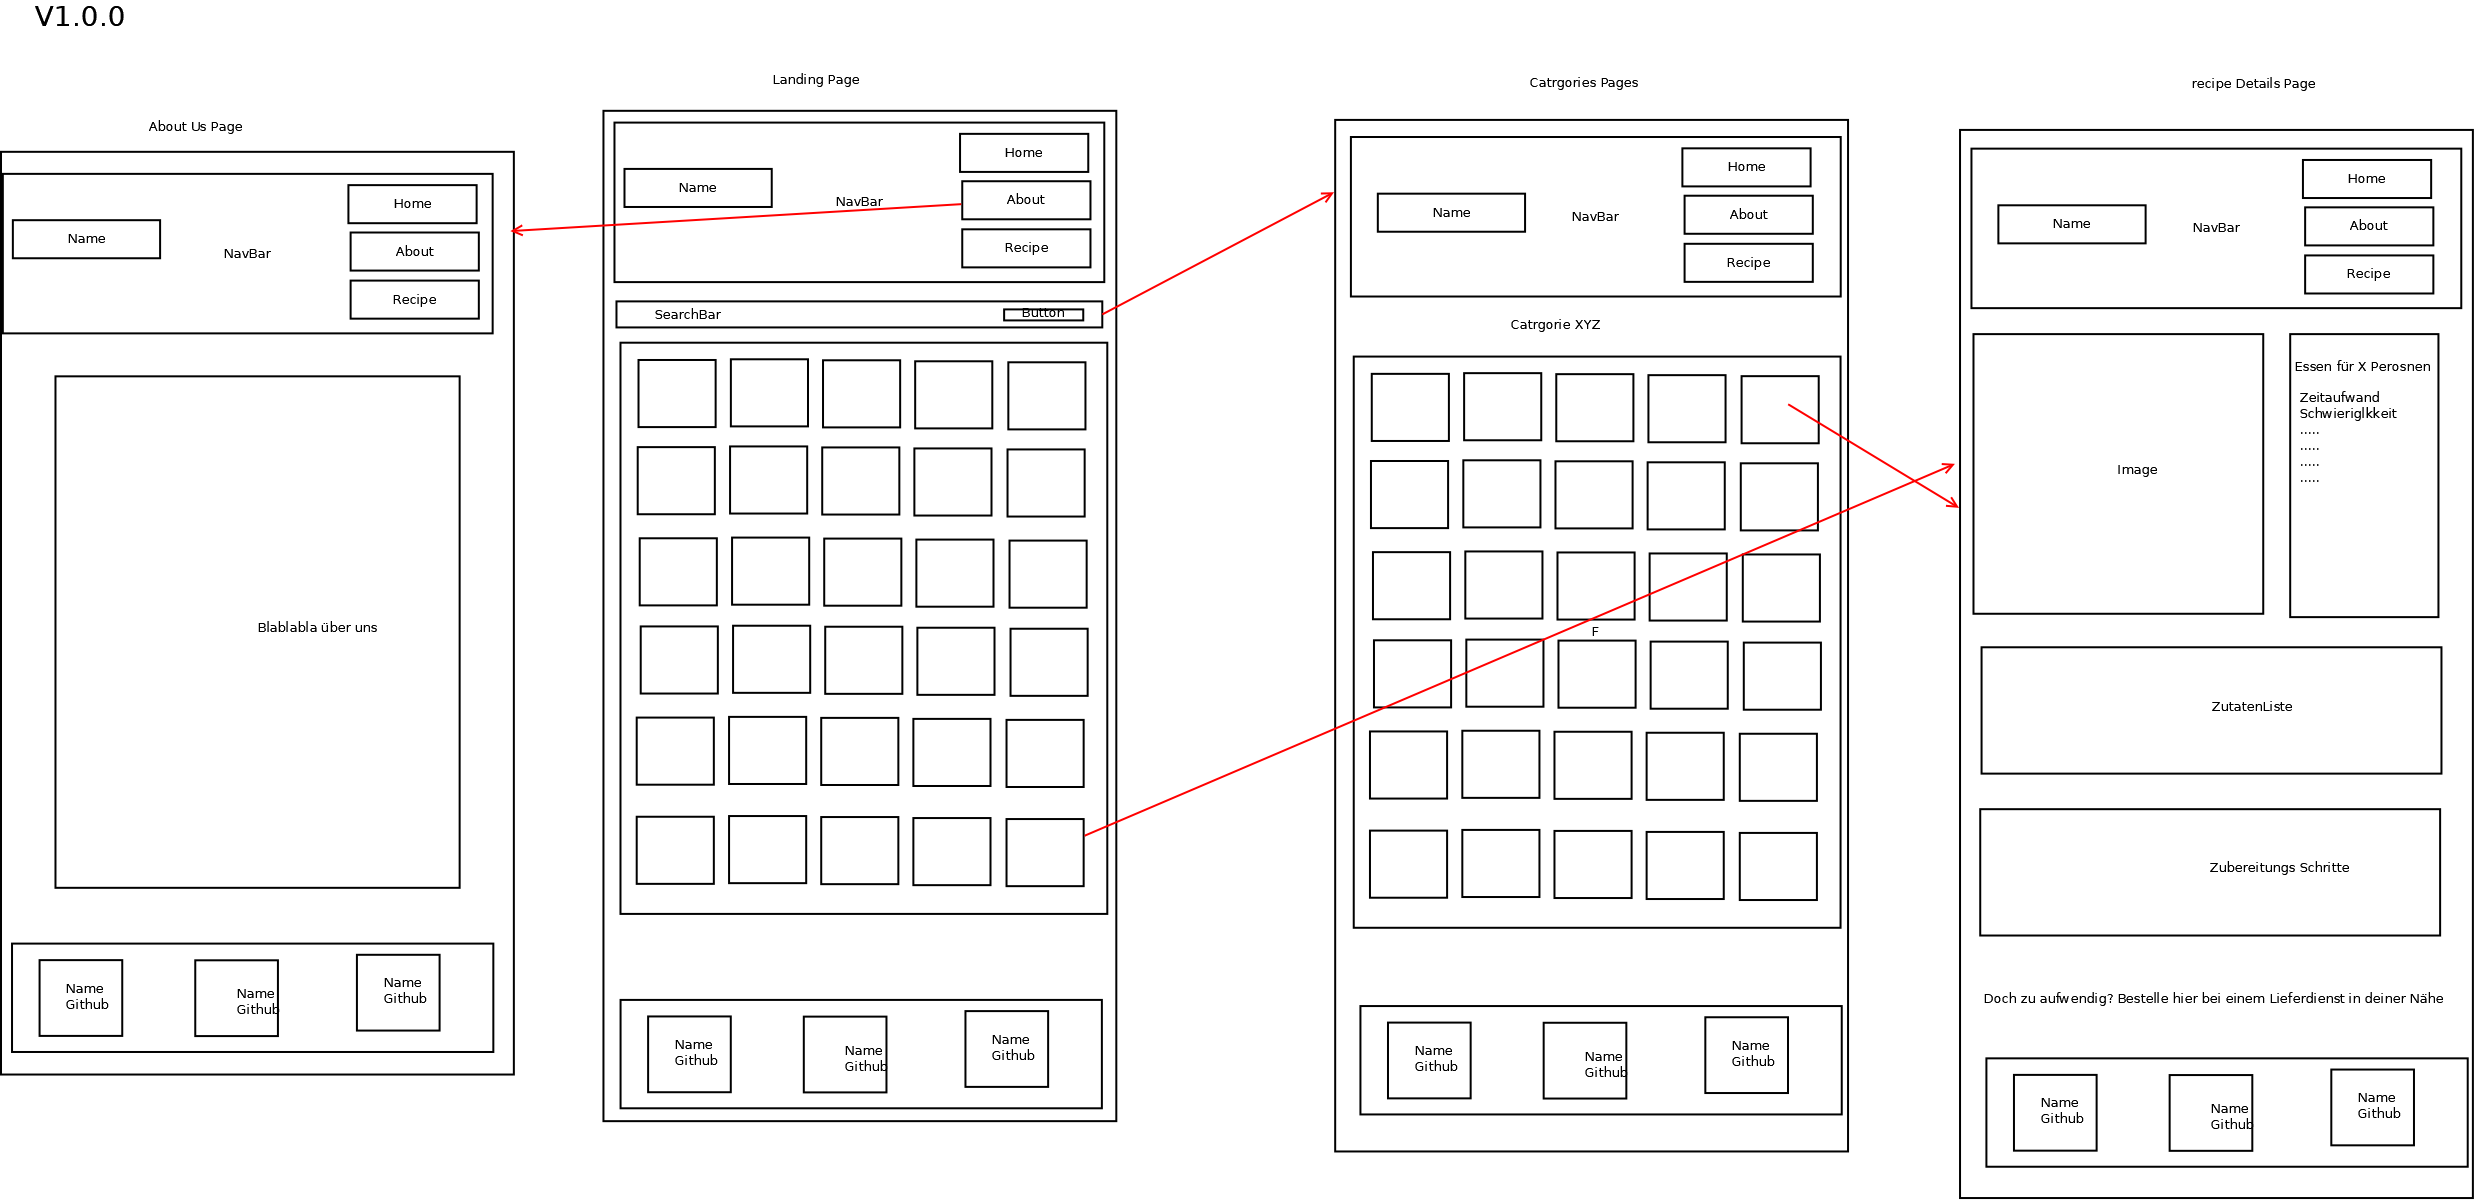 V1.0.0
About Us Page
Name
NavBar
Home
About
Recipe
Blablabla über uns
Name
Github
Name
Github
Name
Github
Landing Page
Name
NavBar
Home
About
Recipe
SearchBar
Button
Name
Github
Name
Github
Name
Github
Catrgories Pages
Name
NavBar
Home
About
Recipe
Catrgorie XYZ
F
Name
Github
Name
Github
Name
Github
recipe Details Page
Name
NavBar
Home
About
Recipe
Image
Essen für X Perosnen
Zeitaufwand
Schwieriglkkeit
.....
.....
.....
.....
ZutatenListe
Zubereitungs Schritte
Doch zu aufwendig? Bestelle hier bei einem Lieferdienst in deiner Nähe
Name
Github
Name
Github
Name
Github